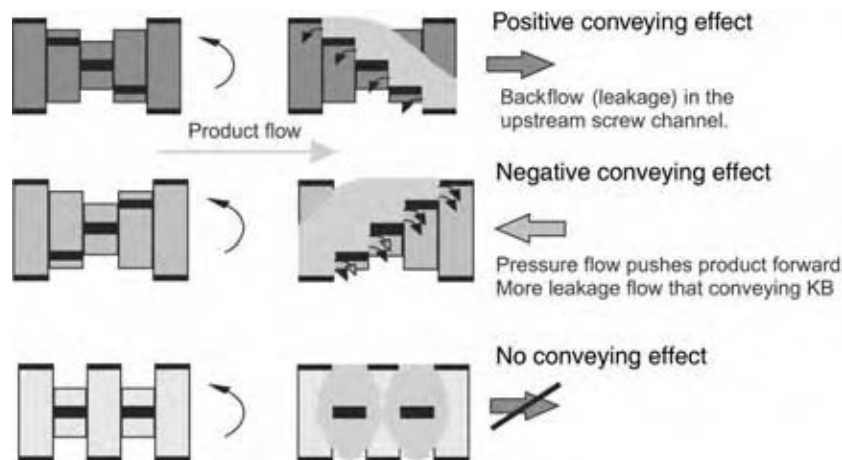 Positive conveying effect
Backflow (leakage) in the
upstream screw channel.
Product flow
Negative conveying effect
Pressure flow pushes product forward
More leakage flow that conveying KB
No conveying effect